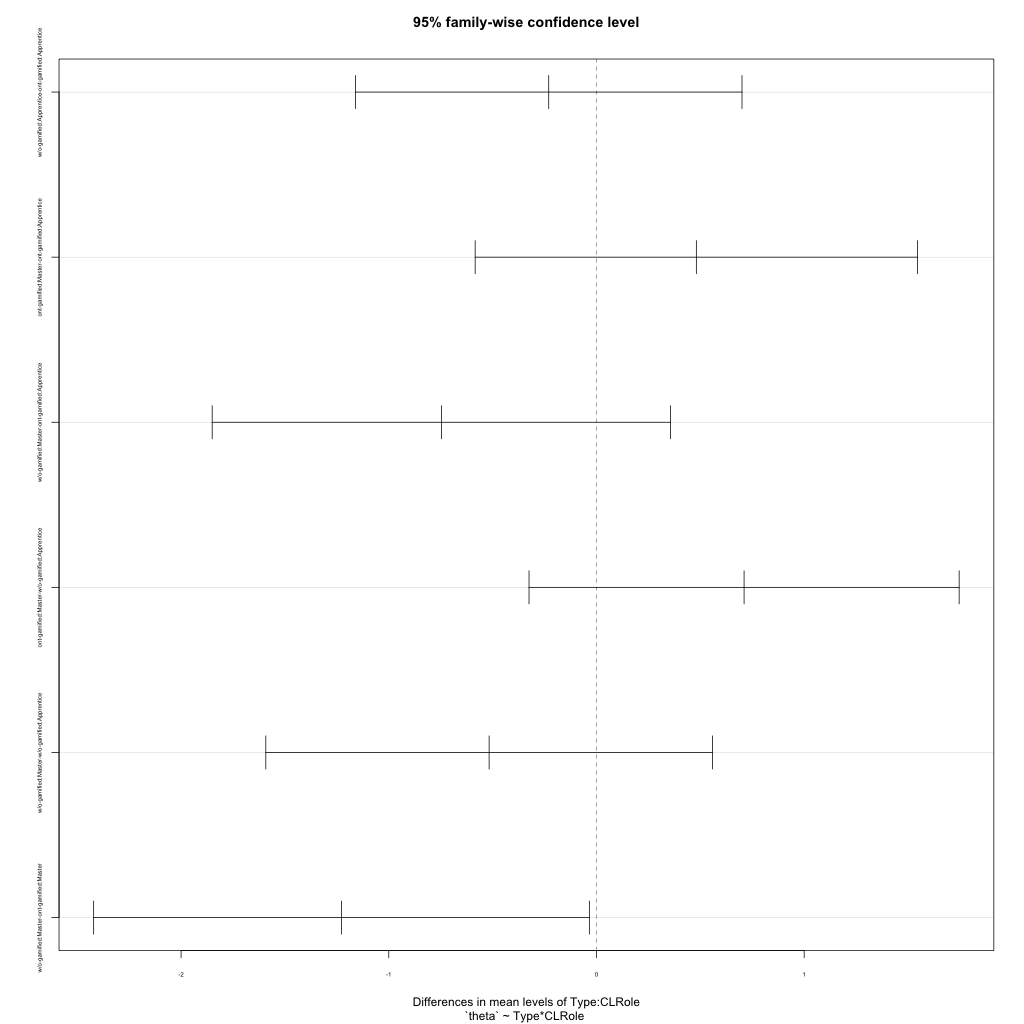 95% family-wise confidence level
w/o-gamified:Apprentice-ont-gamified:Apprentice
ont-gamified:Master-ont-gamified:Apprentice
w/o-gamified:Master-ont-gamified:Apprentice
ont-gamified:Master-w/o-gamified:Apprentice
w/o-gamified:Master-w/o-gamified:Apprentice
w/o-gamified:Master-ont-gamified:Master
-2 -1 0 1
Differences in mean levels of Type:CLRole
`theta` ~ Type*CLRole